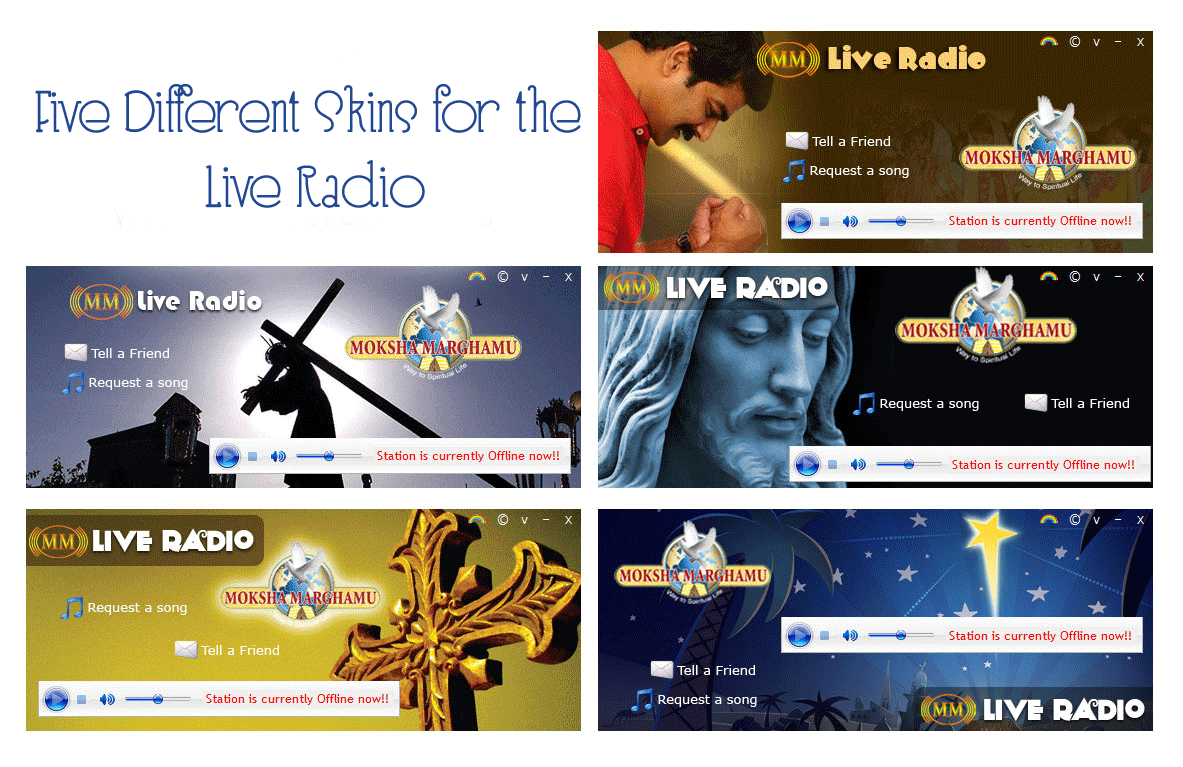 Five Different Skins for the
Live Radio
© v – x
MM Live Radio
Tell a Friend
MOKSHA MARGHAMU
Way to Spiritual Life
Request a song
Station is currently Offline now!!
© v – x
MM Live Radio
MOKSHA MARGHAMU
Way to Spiritual Life
Tell a Friend
Request a song
Station is currently Offline now!!
© v – x
MM LIVE RADIO
MOKSHA MARGHAMU
Way to Spiritual Life
Request a song Tell a Friend
Station is currently Offline now!!
© v – x
MM LIVE RADIO
MOKSHA MARGHAMU
Request a song
Tell a Friend
Station is currently Offline now!!
© v – x
MOKSHA MARGHAMU
Way to Spiritual Life
Station is currently Offline now!!
Tell a Friend
Request a song
MM LIVE RADIO